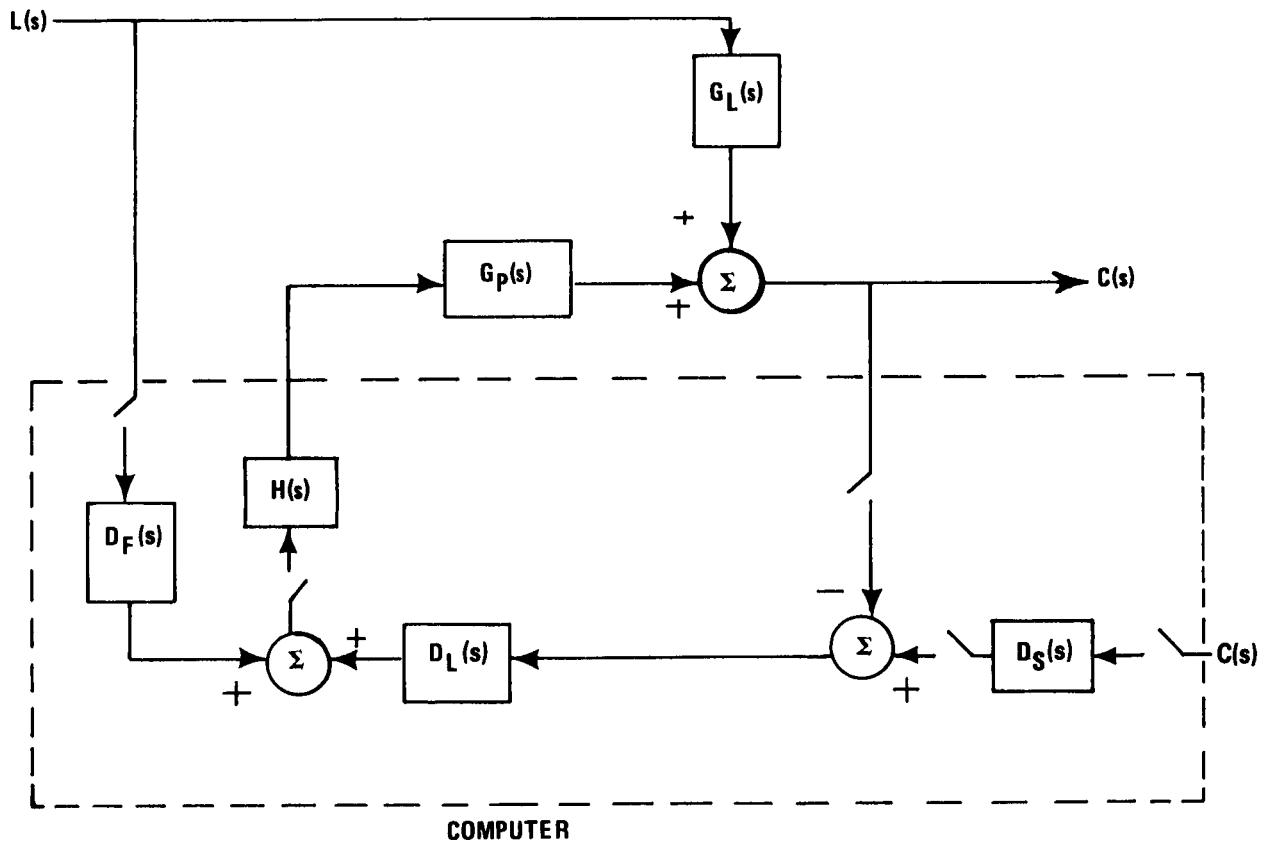 L(s)
G_L(s)
+
G_P(s)
+
Σ
C(s)
H(s)
D_F(s)
Σ
+
+
D_L(s)
−
Σ
+
D_S(s)
C(s)
COMPUTER